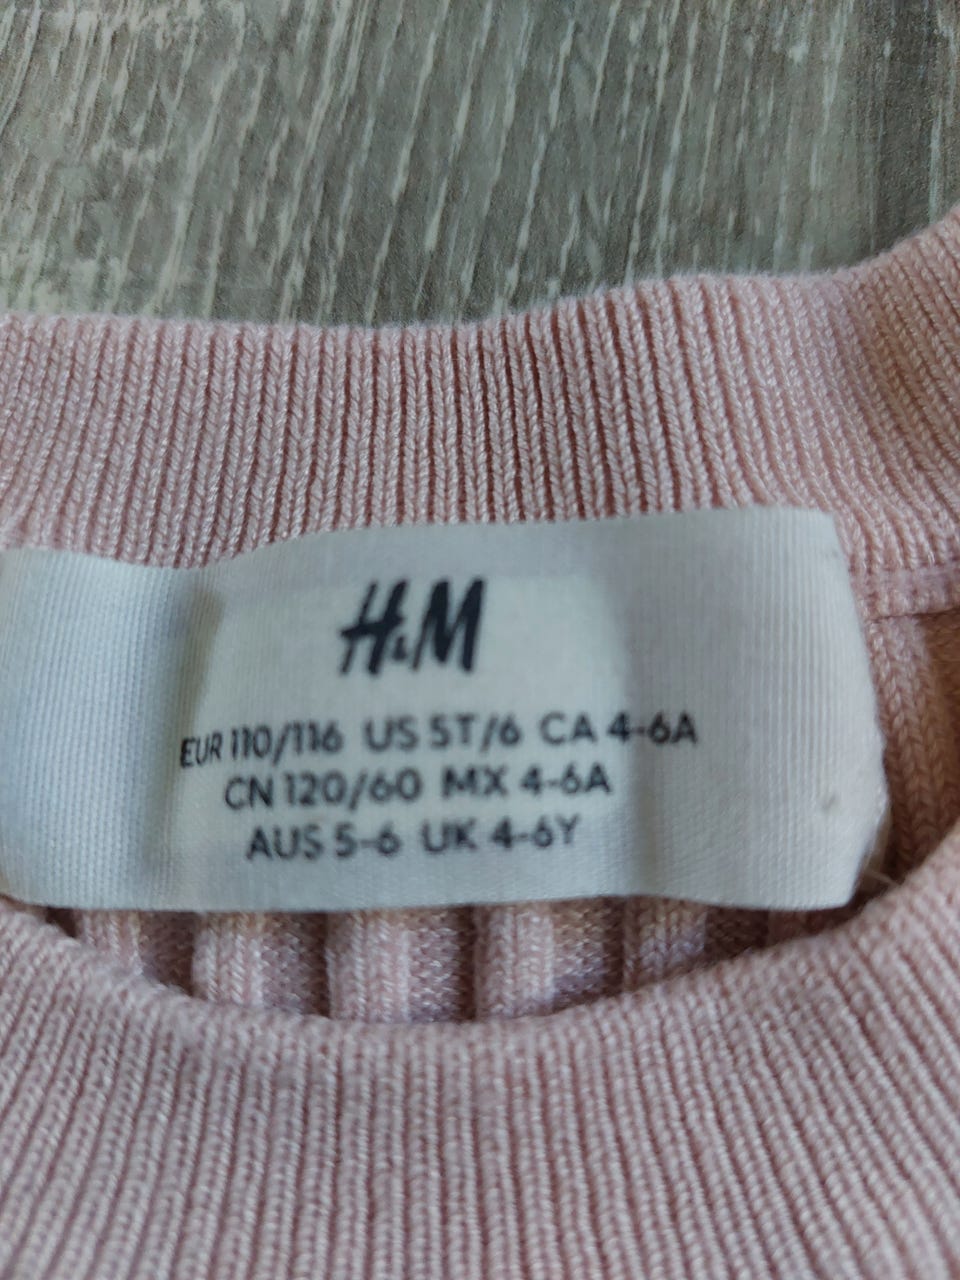 H&M
EUR 110/116 US 5T/6 CA 4-6A
CN 120/60 MX 4-6A
AUS 5-6 UK 4-6Y